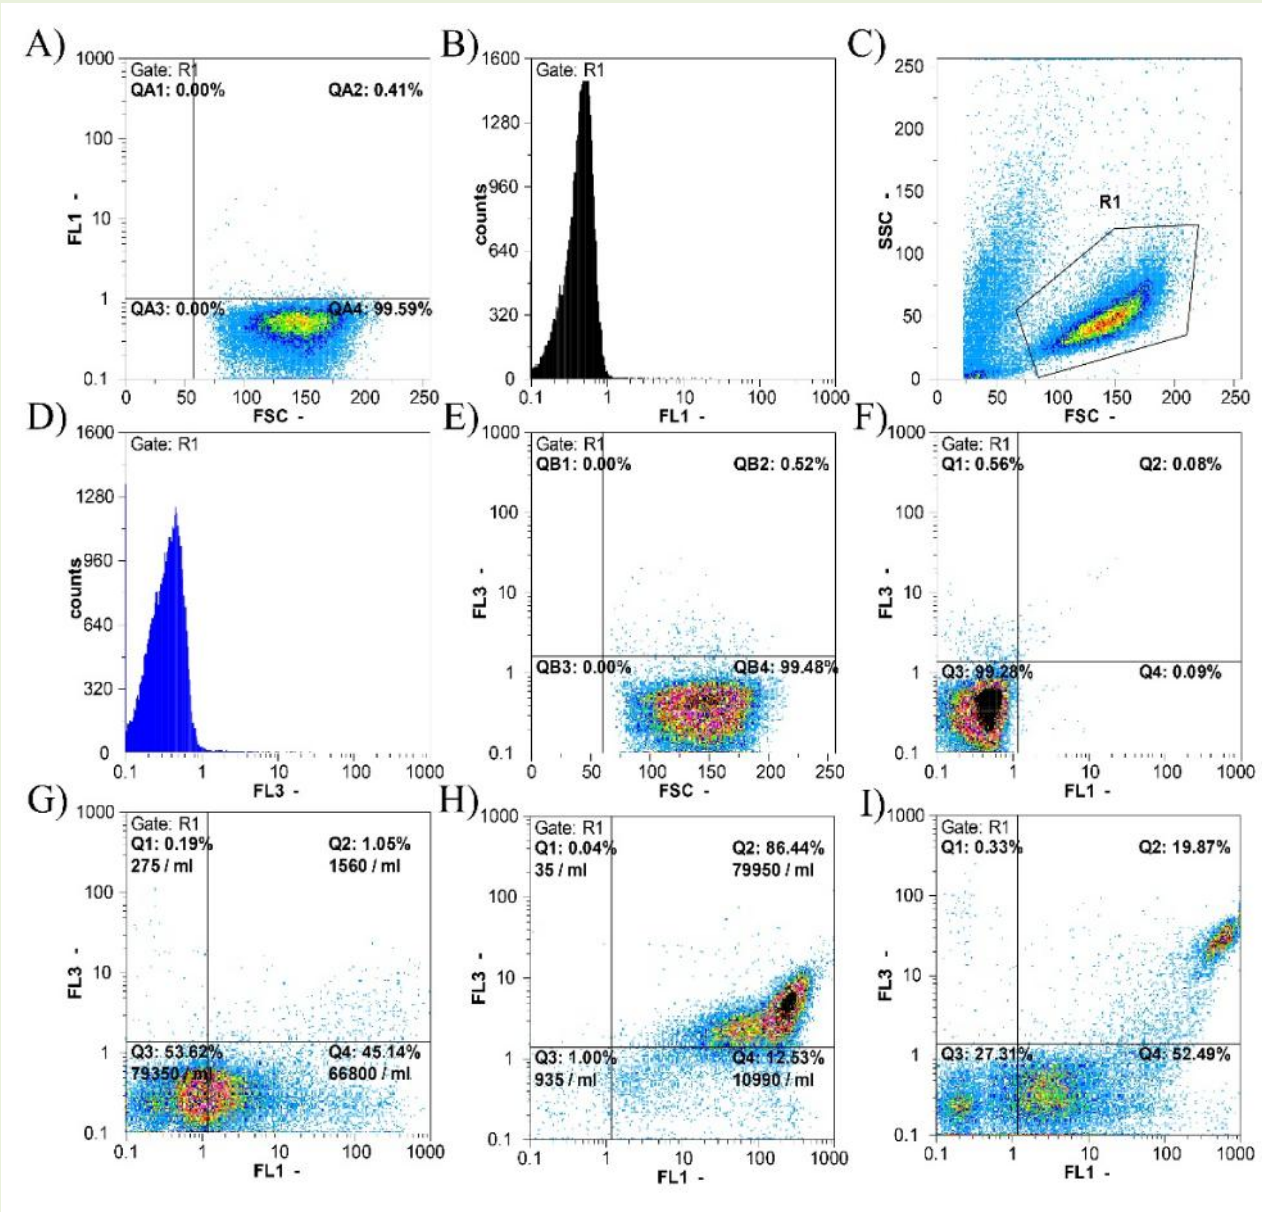 A)
1000
100
10
1
0.1
FL1 -
Gate: R1
QA1: 0.00%
QA2: 0.41%
QA3: 0.00%
QA4: 99.59%
0 50 100 150 200 250
FSC -
B)
1600
1280
960
640
320
0
counts
Gate: R1
0.1 1 10 100 1000
FL1 -
C)
250
200
150
100
50
0
SSC -
R1
0 50 100 150 200 250
FSC -
D)
1600
1280
960
640
320
0
counts
Gate: R1
0.1 1 10 100 1000
FL3 -
E)
1000
100
10
1
0.1
FL3 -
Gate: R1
QB1: 0.00%
QB2: 0.52%
QB3: 0.00%
QB4: 99.48%
0 50 100 150 200 250
FSC -
F)
1000
100
10
1
0.1
FL3 -
Gate: R1
Q1: 0.56%
Q2: 0.08%
Q3: 99.28%
Q4: 0.09%
0.1 1 10 100 1000
FL1 -
G)
1000
100
10
1
0.1
FL3 -
Gate: R1
Q1: 0.19%
275 / ml
Q2: 1.05%
1560 / ml
Q3: 53.62%
79350 / ml
Q4: 45.14%
66800 / ml
0.1 1 10 100 1000
FL1 -
H)
1000
100
10
1
0.1
FL3 -
Gate: R1
Q1: 0.04%
35 / ml
Q2: 86.44%
79950 / ml
Q3: 1.00%
935 / ml
Q4: 12.53%
10990 / ml
0.1 1 10 100 1000
FL1 -
I)
1000
100
10
1
0.1
FL3 -
Gate: R1
Q1: 0.33%
Q2: 19.87%
Q3: 27.31%
Q4: 52.49%
0.1 1 10 100 1000
FL1 -